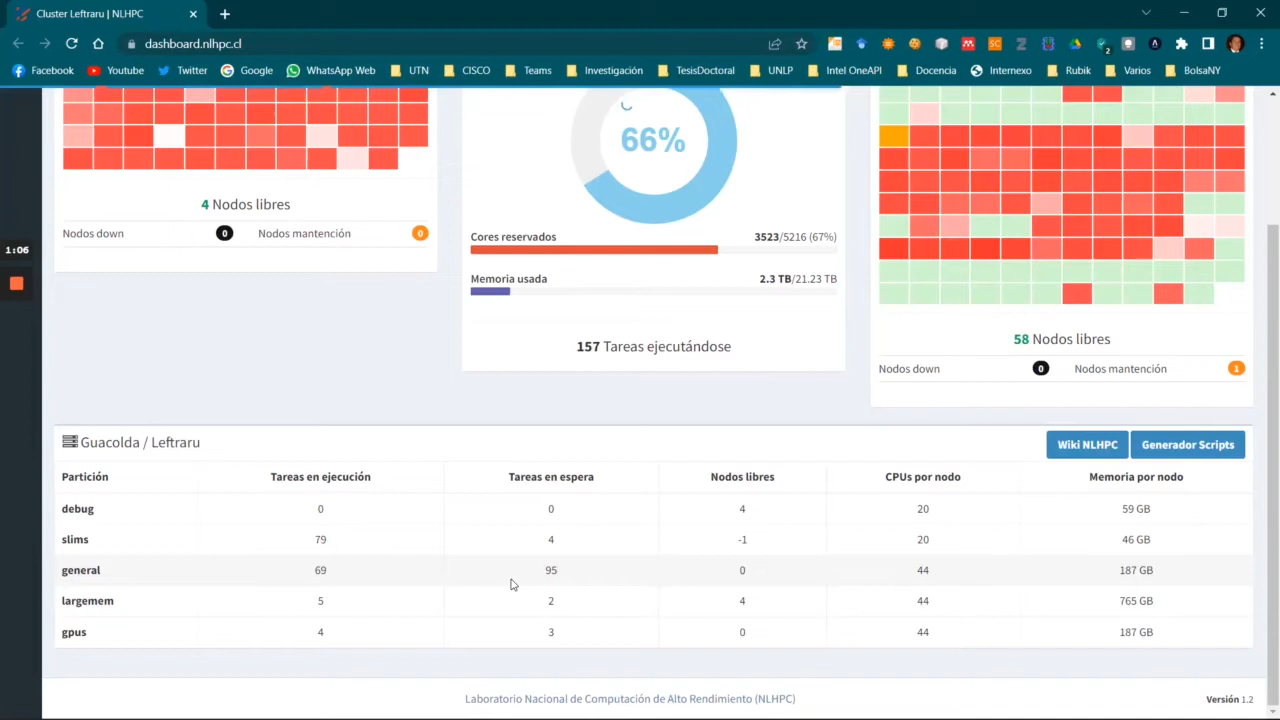 Cluster Leftraru | NLHPC
dashboard.nlhpc.cl
2
Facebook Youtube Twitter Google WhatsApp Web UTN CISCO Teams Investigación TesisDoctoral UNLP Intel OneAPI Docencia Internexo Rubik Varios BolsaNY
1:06
4 Nodos libres
Nodos down 0 Nodos mantención 0
66%
Cores reservados 3523/5216 (67%)
Memoria usada 2.3 TB/21.23 TB
157 Tareas ejecutándose
58 Nodos libres
Nodos down 0 Nodos mantención 1
Guacolda / Leftraru Wiki NLHPC Generador Scripts
Partición Tareas en ejecución Tareas en espera Nodos libres CPUs por nodo Memoria por nodo
debug 0 0 4 20 59 GB
slims 79 4 -1 20 46 GB
general 69 95 0 44 187 GB
largemem 5 2 4 44 765 GB
gpus 4 3 0 44 187 GB
Laboratorio Nacional de Computación de Alto Rendimiento (NLHPC) Versión 1.2